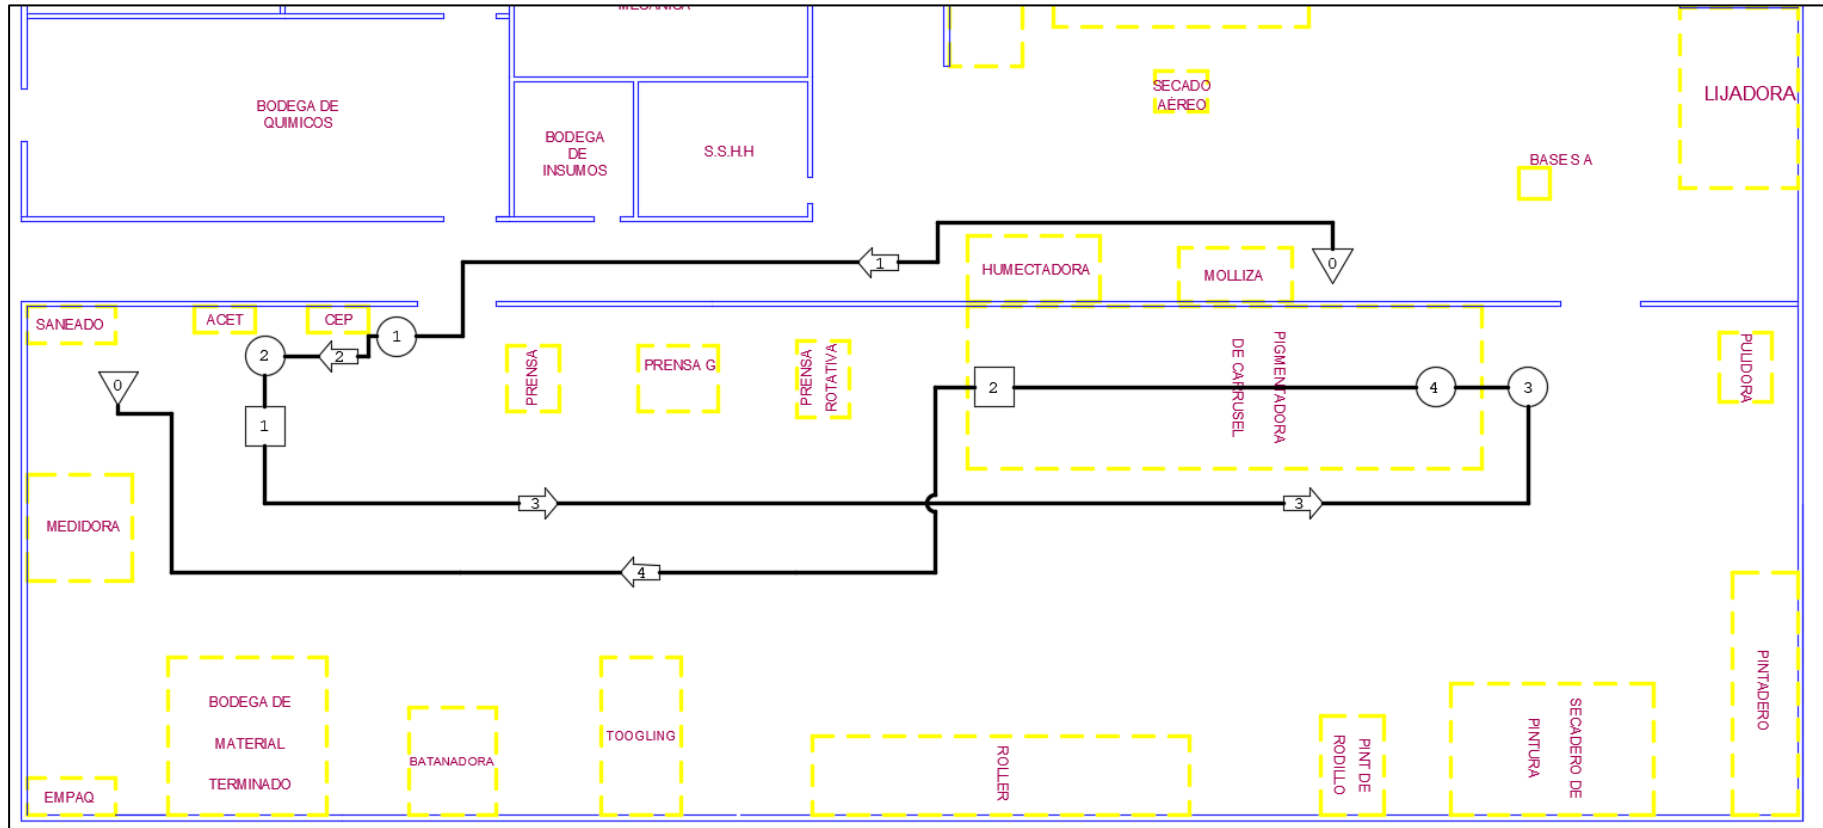 MECANICA
BODEGA DE
QUIMICOS
BODEGA
DE
INSUMOS
S.S.H.H
SECADO
AÉREO
LIJADORA
BASES A
1
HUMECTADORA
MOLLIZA
0
SANEADO
ACET
CEP
1
2
2
0
1
PRENSA
PRENSA G
PRENSA
ROTATIVA
2
PIGMENTADORA
DE CARRUSEL
4
3
PULIDORA
MEDIDORA
3
3
4
BODEGA DE
MATERIAL
TERMINADO
EMPAQ
BATANADORA
TOOGLING
ROLLER
PINT DE
RODILLO
SECADERO DE
PINTURA
PINTADERO